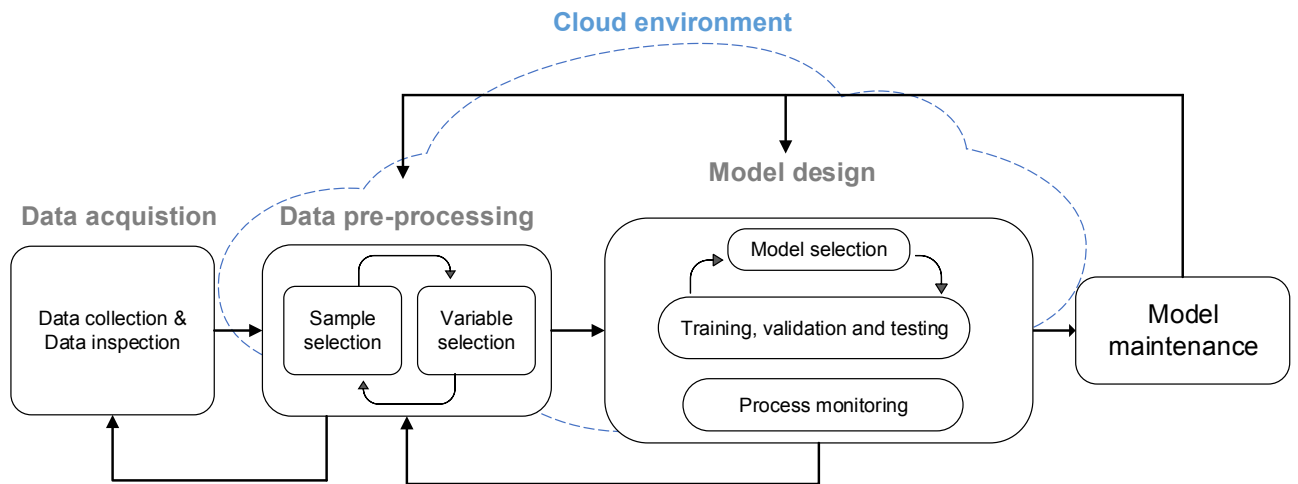 Cloud environment
Model design
Data acquistion
Data pre-processing
Data collection &
Data inspection
Sample
selection
Variable
selection
Model selection
Training, validation and testing
Process monitoring
Model
maintenance